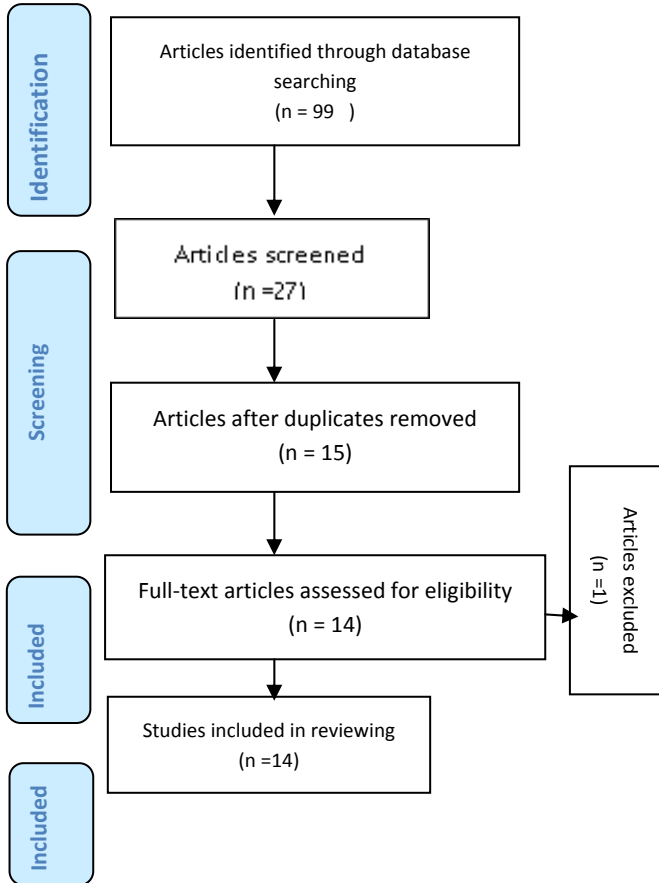 Identification
Articles identified through database
searching
(n = 99   )
Articles screened
(n =27)
Screening
Articles after duplicates removed
(n = 15)
Full-text articles assessed for eligibility
(n = 14)
Articles excluded
(n =1)
Included
Studies included in reviewing
(n =14)
Included